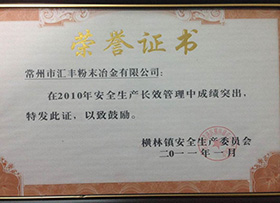 荣誉证书
常州市汇丰粉末冶金有限公司：
在2010年安全生产长效管理中成绩突出，
特发此证，以致鼓励。
横林镇安全生产委员会
二〇一一年一月